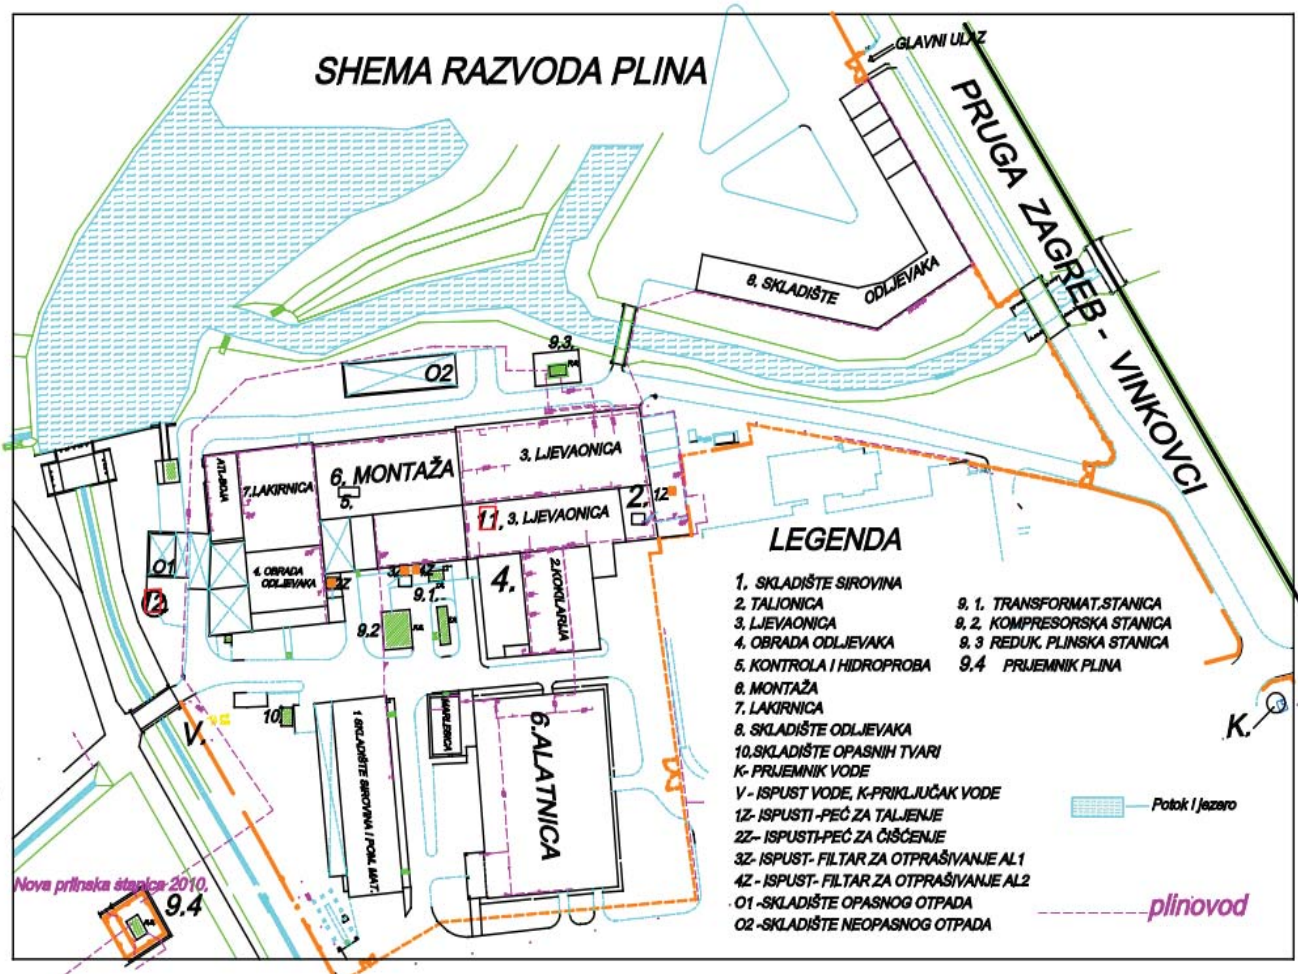 SHEMA RAZVODA PLINA
GLAVNI ULAZ
PRUGA ZAGREB - VINKOVCI
8. SKLADIŠTE ODLJEVAKA
9.3.
O2
3. LJEVAONICA
6. MONTAŽA
5.
7.LAKIRNICA
2. 1Z
11. 3. LJEVAONICA
O1
4. OBRADA
ODLJEVAKA
2Z
3Z 4Z
9.1.
4.
2.KOKILARIJA
12.
9.2
V.
10.
1 SKLADIŠTE SIROVINA I POM. MAT.
6.ALATNICA
K.
Nova prlinska stanica 2010.
9.4
LEGENDA
1. SKLADIŠTE SIROVINA
2. TALIONICA
3. LJEVAONICA
4. OBRADA ODLJEVAKA
5. KONTROLA I HIDROPROBA
6. MONTAŽA
7. LAKIRNICA
8. SKLADIŠTE ODLJEVAKA
10.SKLADIŠTE OPASNIH TVARI
K- PRIJEMNIK VODE
V - ISPUST VODE, K-PRIKLJUČAK VODE
1Z- ISPUSTI -PEĆ ZA TALJENJE
2Z-- ISPUSTI-PEĆ ZA ČIŠĆENJE
3Z- ISPUST- FILTAR ZA OTPRAŠIVANJE AL1
4Z - ISPUST- FILTAR ZA OTPRAŠIVANJE AL2
O1 -SKLADIŠTE OPASNOG OTPADA
O2 -SKLADIŠTE NEOPASNOG OTPADA
9. 1. TRANSFORMAT.STANICA
9. 2. KOMPRESORSKA STANICA
9. 3 REDUK. PLINSKA STANICA
9.4 PRIJEMNIK PLINA
Potok i jezero
plinovod